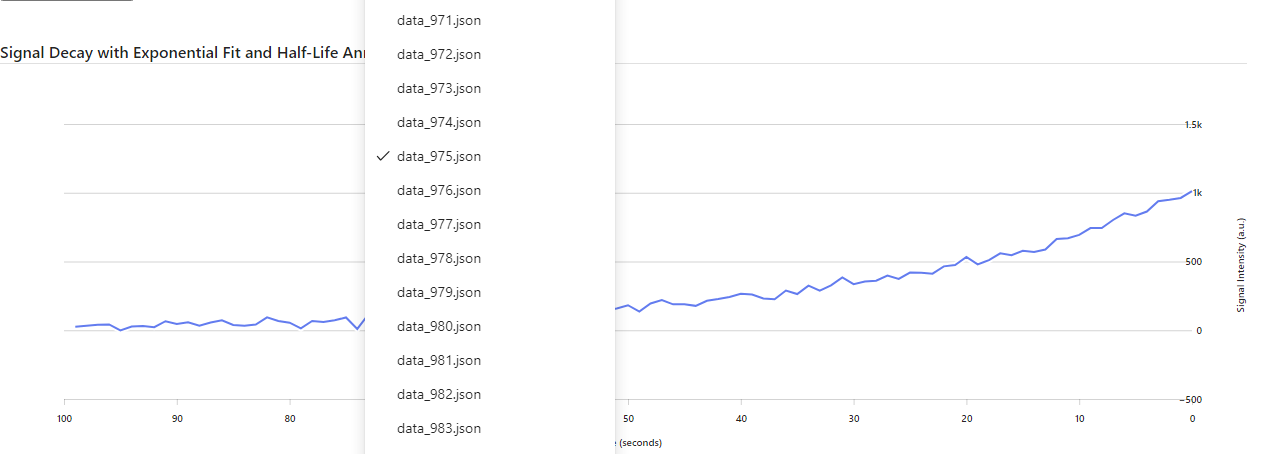 data_971.json
Signal Decay with Exponential Fit and Half-Life
data_972.json
data_973.json
data_974.json
data_975.json
data_976.json
data_977.json
data_978.json
data_979.json
data_980.json
data_981.json
data_982.json
data_983.json
1.5k
1k
500
0
−500
Signal Intensity (a.u.)
100 90 80 50 40 30 20 10 0
(seconds)